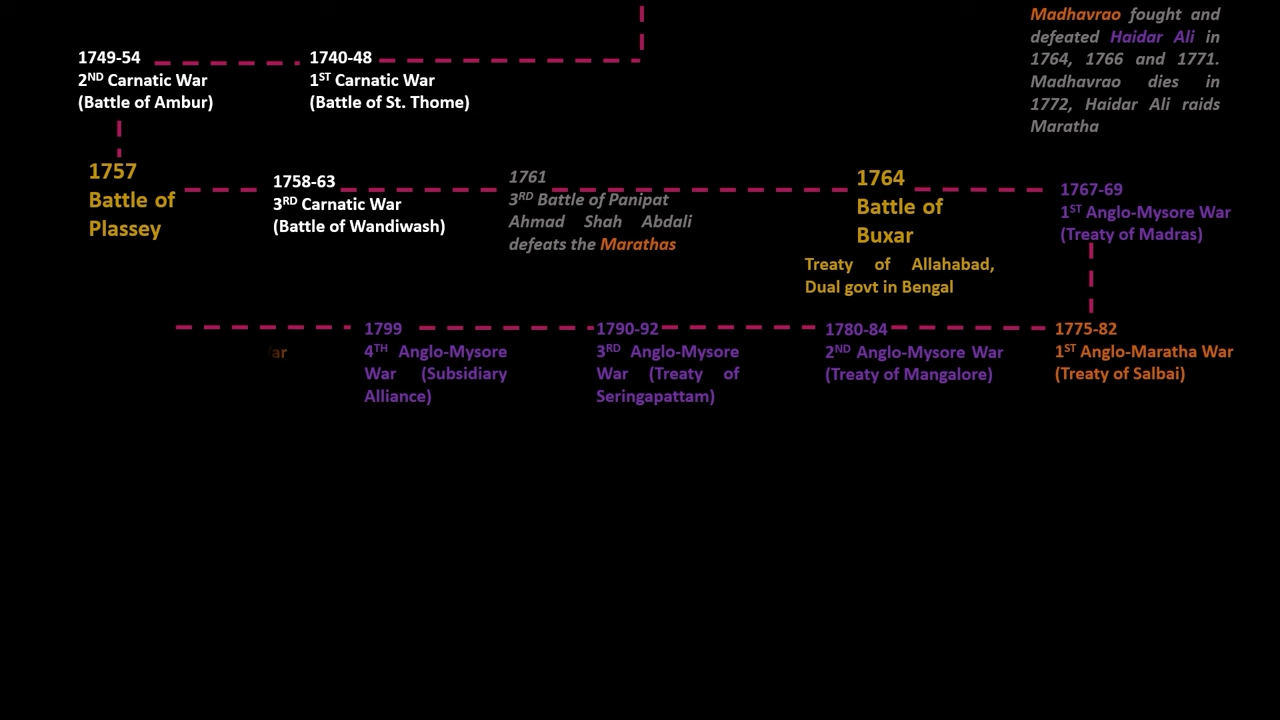 Madhavrao fought and
defeated Haidar Ali in
1764, 1766 and 1771.
Madhavrao dies in
1772, Haidar Ali raids
Maratha
1749-54
2ND Carnatic War
(Battle of Ambur)
1740-48
1ST Carnatic War
(Battle of St. Thome)
1757
Battle of
Plassey
1758-63
3RD Carnatic War
(Battle of Wandiwash)
1761
3RD Battle of Panipat
Ahmad Shah Abdali
defeats the Marathas
1764
Battle of
Buxar
Treaty of Allahabad,
Dual govt in Bengal
1767-69
1ST Anglo-Mysore War
(Treaty of Madras)
1799
4TH Anglo-Mysore
War (Subsidiary
Alliance)
1790-92
3RD Anglo-Mysore
War (Treaty of
Seringapattam)
1780-84
2ND Anglo-Mysore War
(Treaty of Mangalore)
1775-82
1ST Anglo-Maratha War
(Treaty of Salbai)